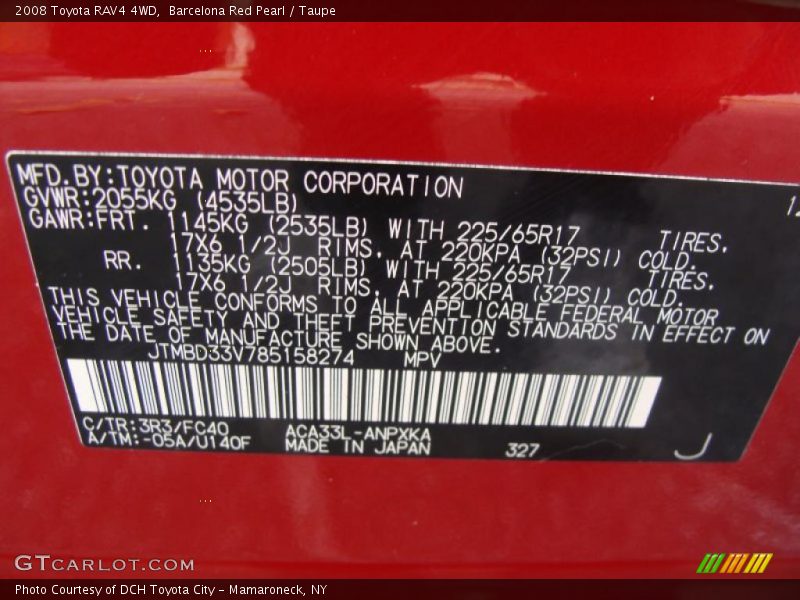 2008 Toyota RAV4 4WD, Barcelona Red Pearl / Taupe
MFD.BY:TOYOTA MOTOR CORPORATION
GVWR:2055KG (4535LB)
GAWR:FRT. 1145KG (2535LB) WITH 225/65R17 TIRES.
17X6 1/2J RIMS, AT 220KPA (32PSI) COLD.
RR. 1135KG (2505LB) WITH 225/65R17 TIRES.
17X6 1/2J RIMS, AT 220KPA (32PSI) COLD.
THIS VEHICLE CONFORMS TO ALL APPLICABLE FEDERAL MOTOR
VEHICLE SAFETY AND THEFT PREVENTION STANDARDS IN EFFECT ON
THE DATE OF MANUFACTURE SHOWN ABOVE.
JTMBD33V785158274 MPV
C/TR:3R3/FC40 ACA33L-ANPXKA
A/TM:-05A/U140F MADE IN JAPAN 327 J
GTCARLOT.COM
Photo Courtesy of DCH Toyota City - Mamaroneck, NY